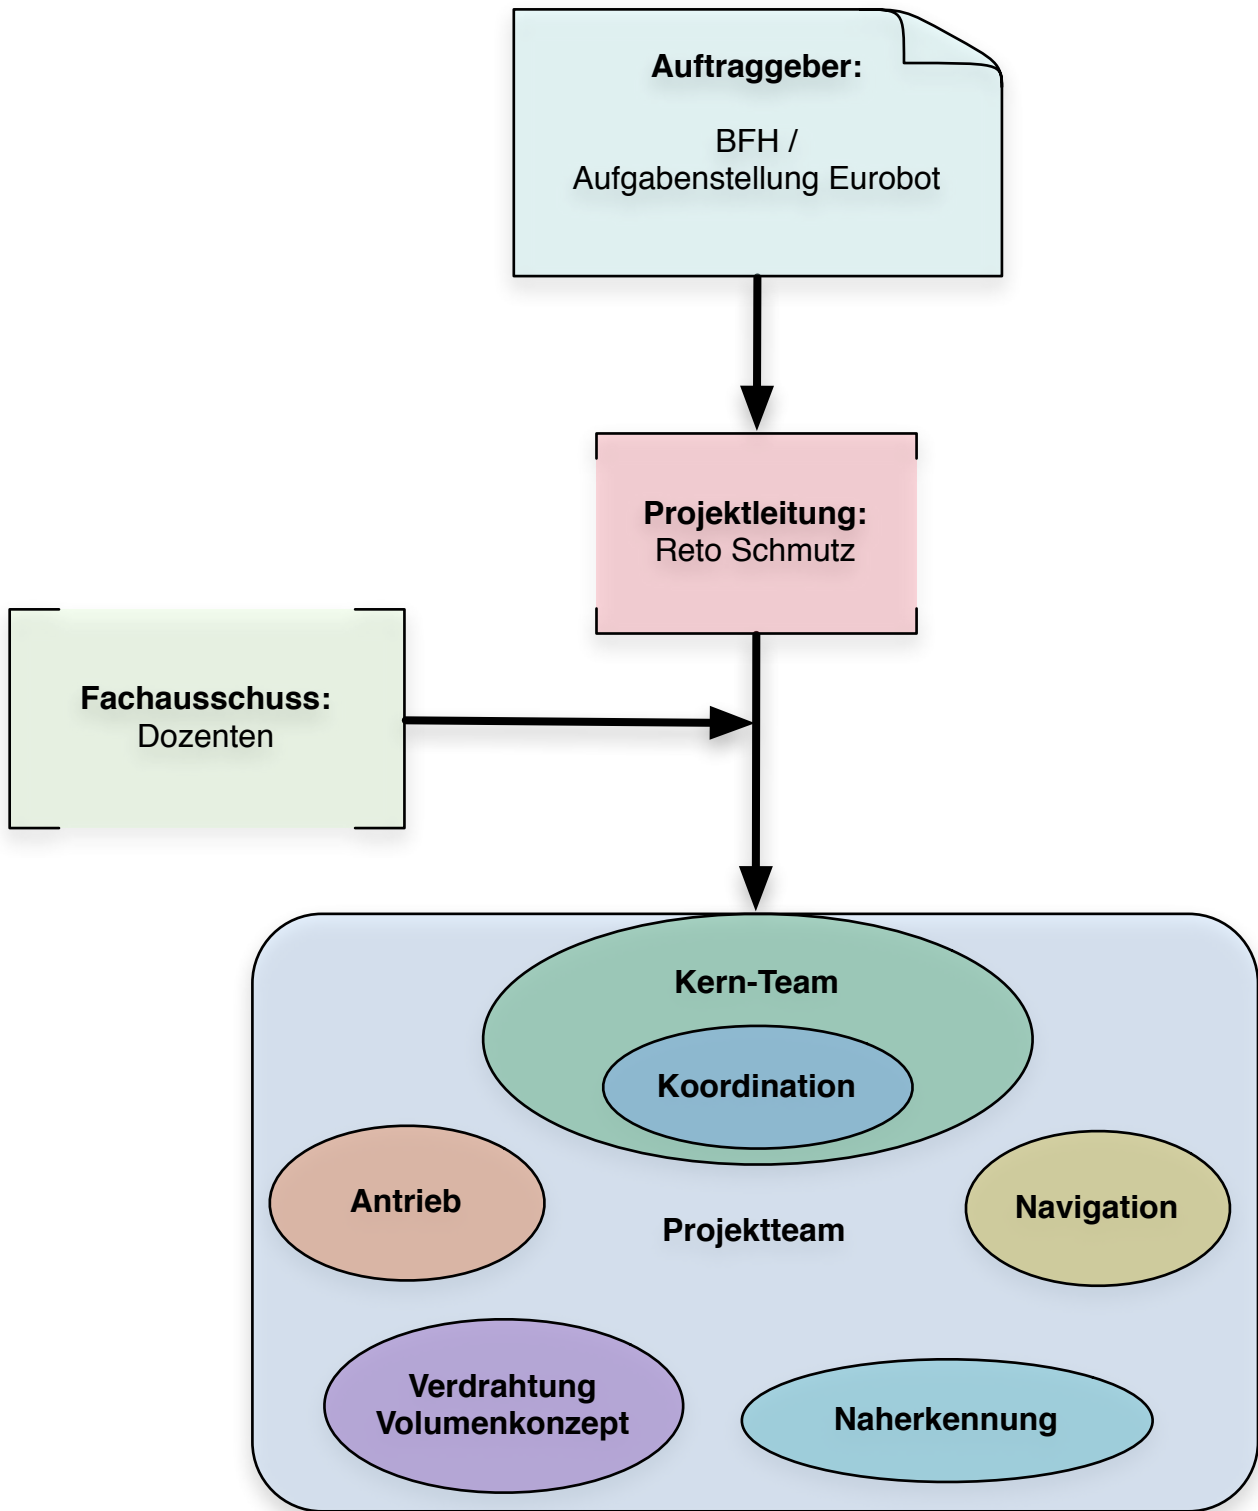 Auftraggeber:
BFH /
Aufgabenstellung Eurobot
Projektleitung:
Reto Schmutz
Fachausschuss:
Dozenten
Kern-Team
Koordination
Antrieb
Navigation
Projektteam
Verdrahtung
Volumenkonzept
Naherkennung